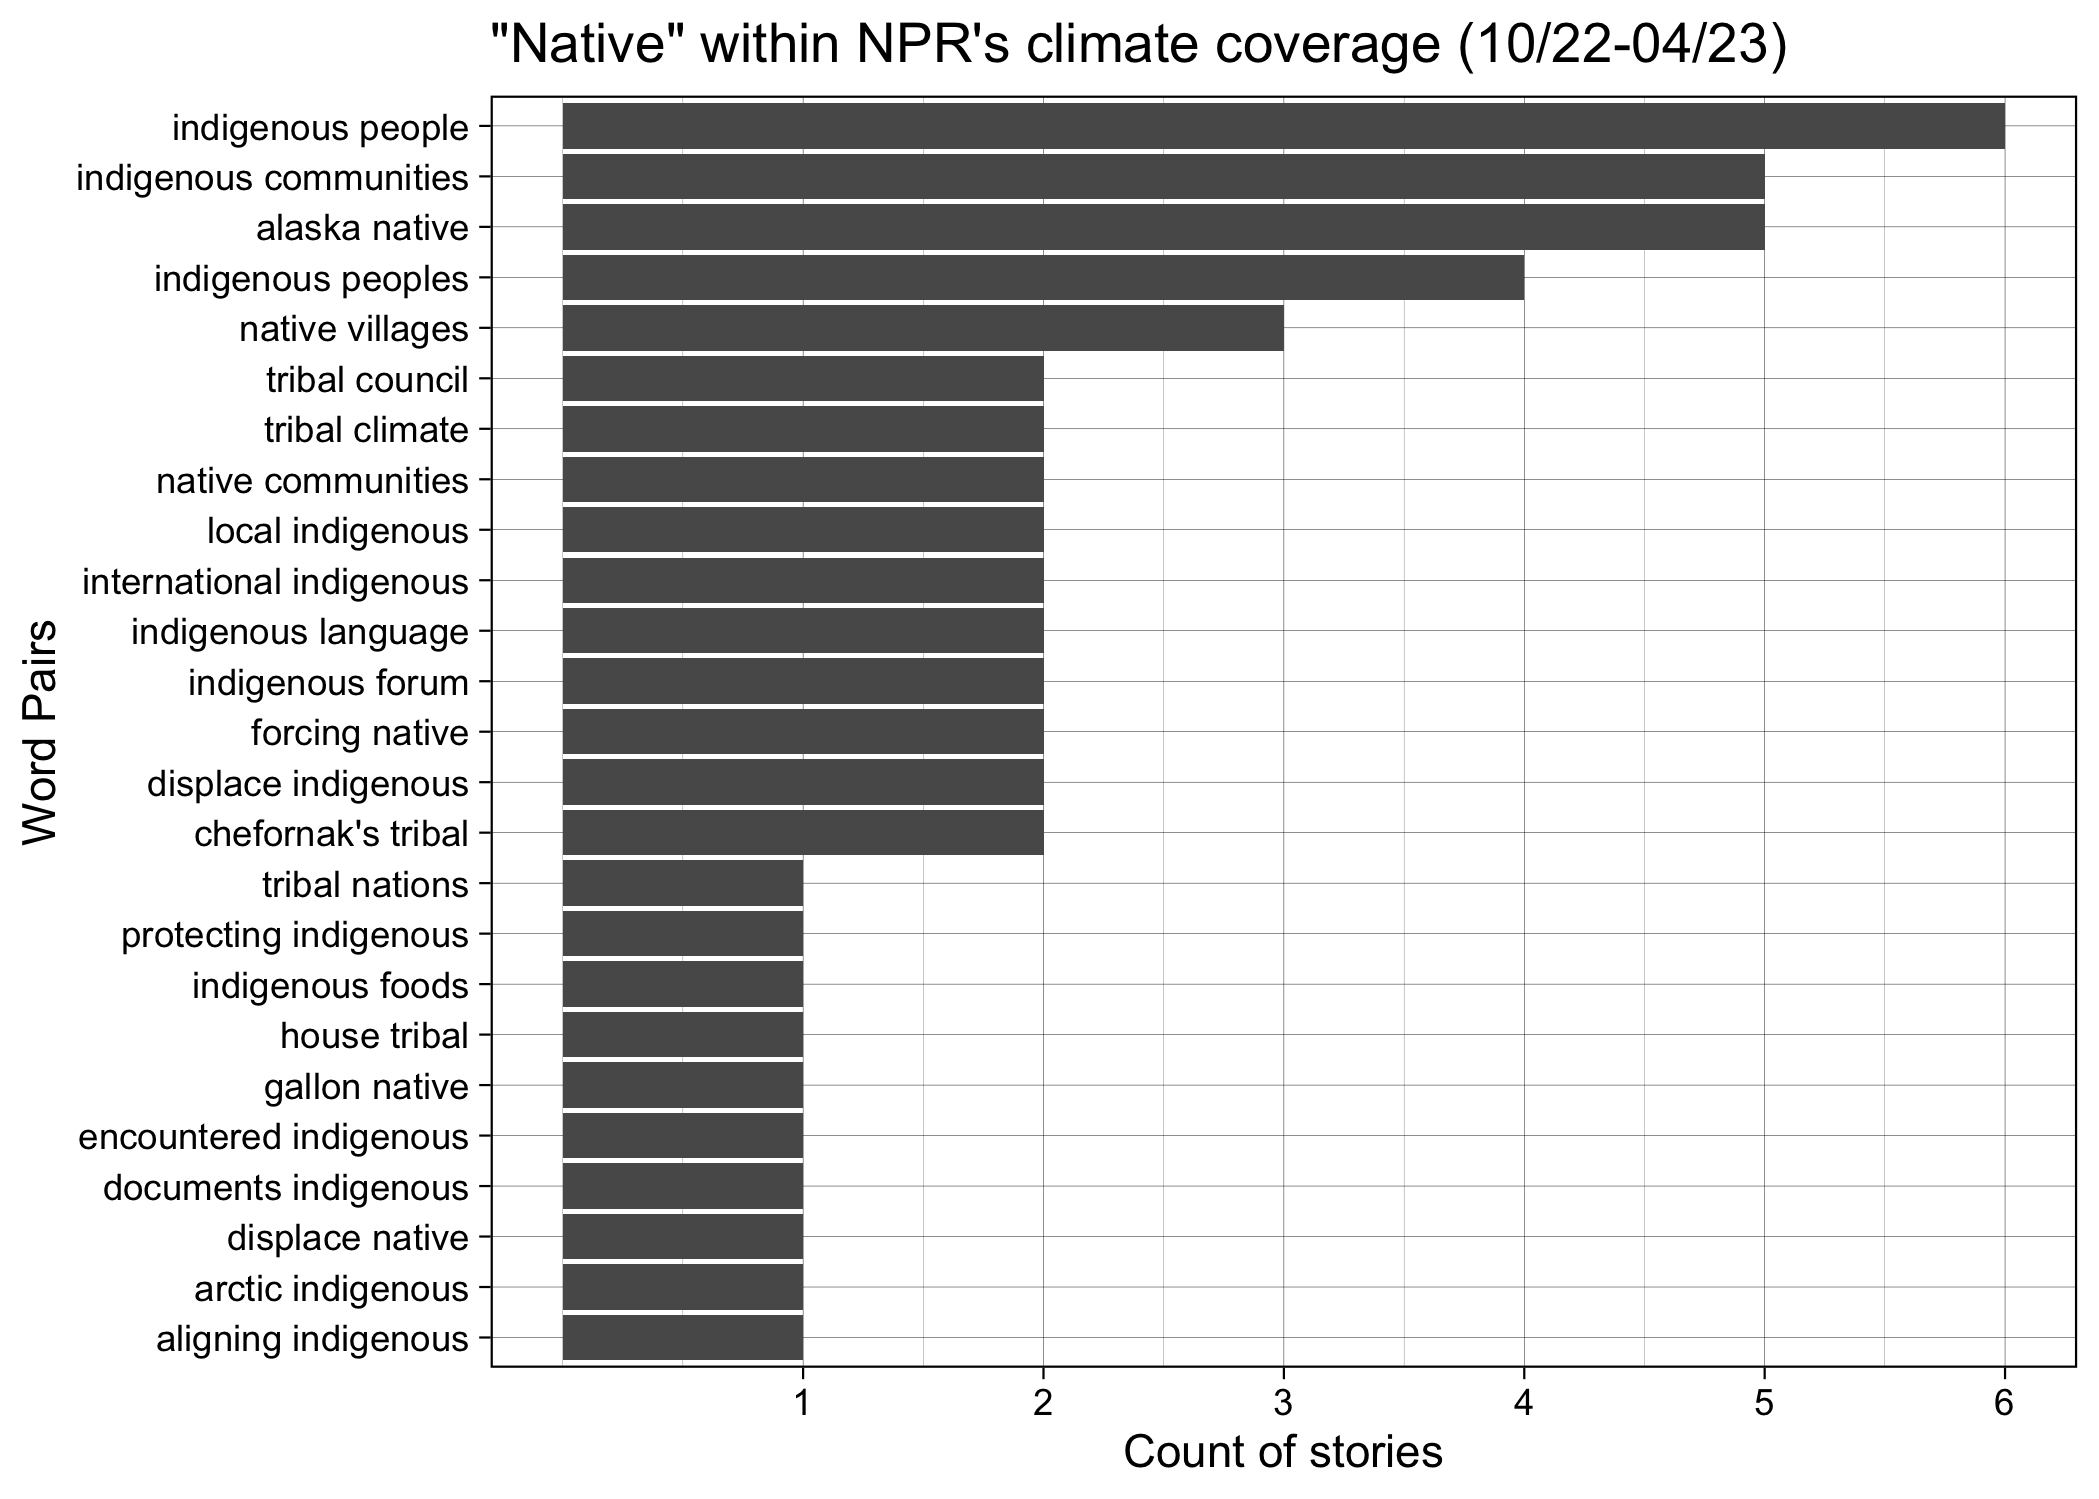 "Native" within NPR's climate coverage (10/22-04/23)
indigenous people
indigenous communities
alaska native
indigenous peoples
native villages
tribal council
tribal climate
native communities
local indigenous
international indigenous
indigenous language
indigenous forum
forcing native
displace indigenous
chefornak's tribal
tribal nations
protecting indigenous
indigenous foods
house tribal
gallon native
encountered indigenous
documents indigenous
displace native
arctic indigenous
aligning indigenous
Word Pairs
1 2 3 4 5 6
Count of stories